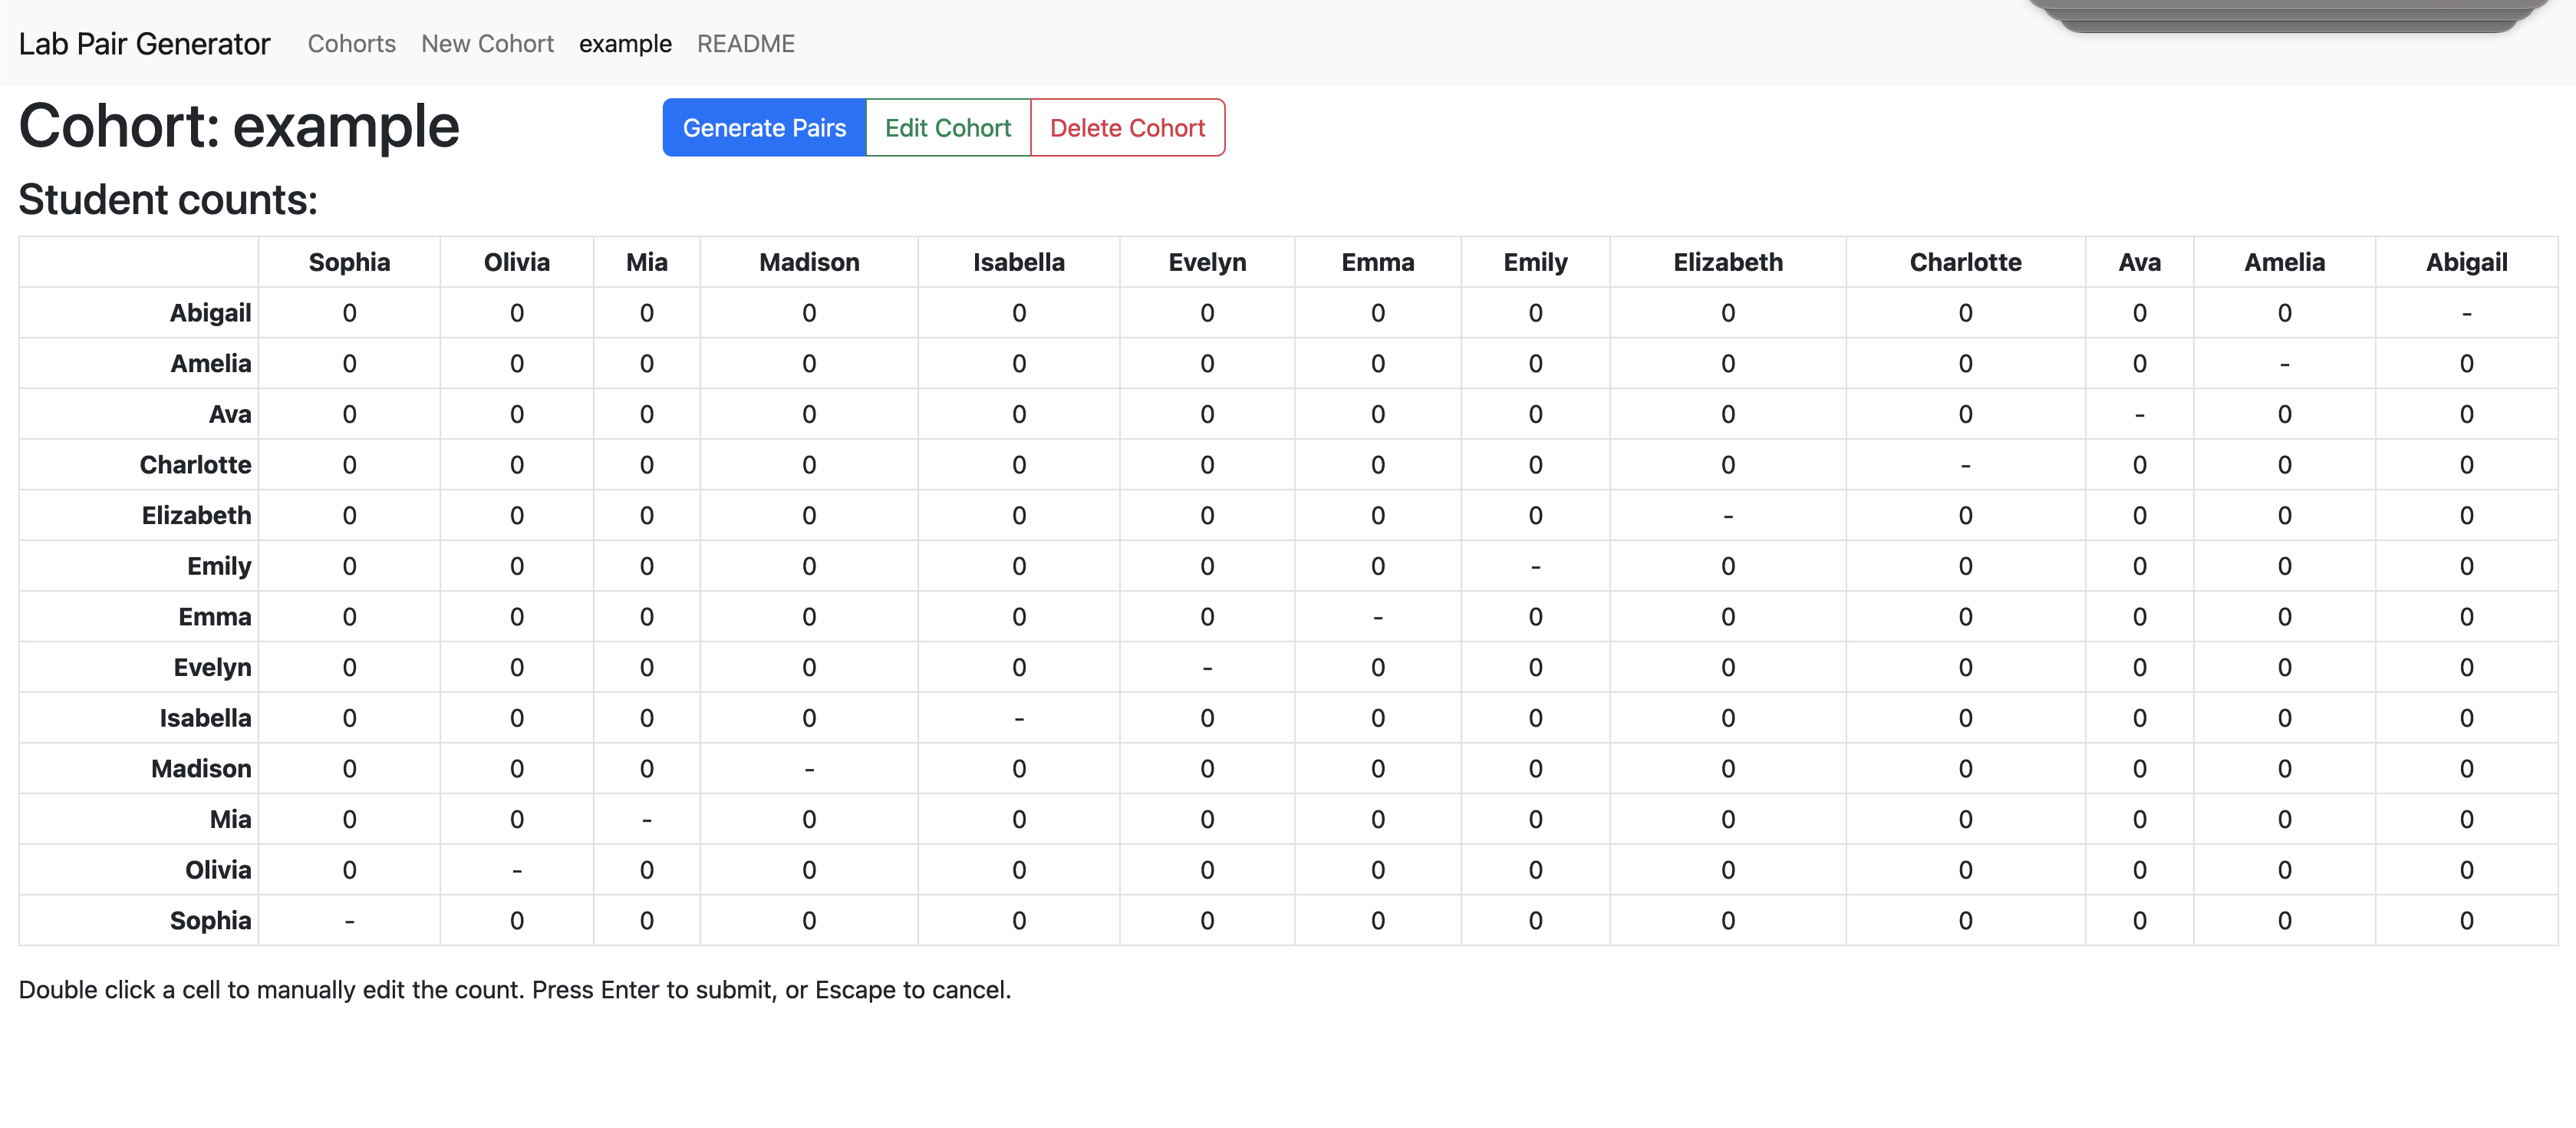 Lab Pair Generator Cohorts New Cohort example README
Cohort: example Generate Pairs Edit Cohort Delete Cohort
Student counts:
Sophia Olivia Mia Madison Isabella Evelyn Emma Emily Elizabeth Charlotte Ava Amelia Abigail
Abigail 0 0 0 0 0 0 0 0 0 0 0 0 -
Amelia 0 0 0 0 0 0 0 0 0 0 0 - 0
Ava 0 0 0 0 0 0 0 0 0 0 - 0 0
Charlotte 0 0 0 0 0 0 0 0 0 - 0 0 0
Elizabeth 0 0 0 0 0 0 0 0 - 0 0 0 0
Emily 0 0 0 0 0 0 0 - 0 0 0 0 0
Emma 0 0 0 0 0 0 - 0 0 0 0 0 0
Evelyn 0 0 0 0 0 - 0 0 0 0 0 0 0
Isabella 0 0 0 0 - 0 0 0 0 0 0 0 0
Madison 0 0 0 - 0 0 0 0 0 0 0 0 0
Mia 0 0 - 0 0 0 0 0 0 0 0 0 0
Olivia 0 - 0 0 0 0 0 0 0 0 0 0 0
Sophia - 0 0 0 0 0 0 0 0 0 0 0 0
Double click a cell to manually edit the count. Press Enter to submit, or Escape to cancel.